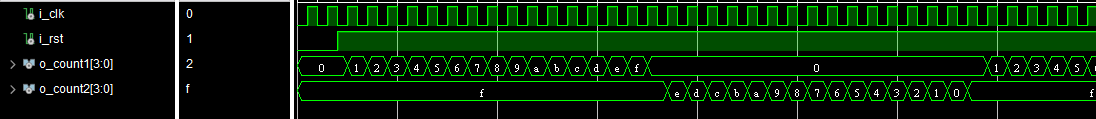 i_clk 0
i_rst 1
o_count1[3:0] 2 0 1 2 3 4 5 6 7 8 9 a b c d e f 0 1 2 3 4 5
o_count2[3:0] f f e d c b a 9 8 7 6 5 4 3 2 1 0 f